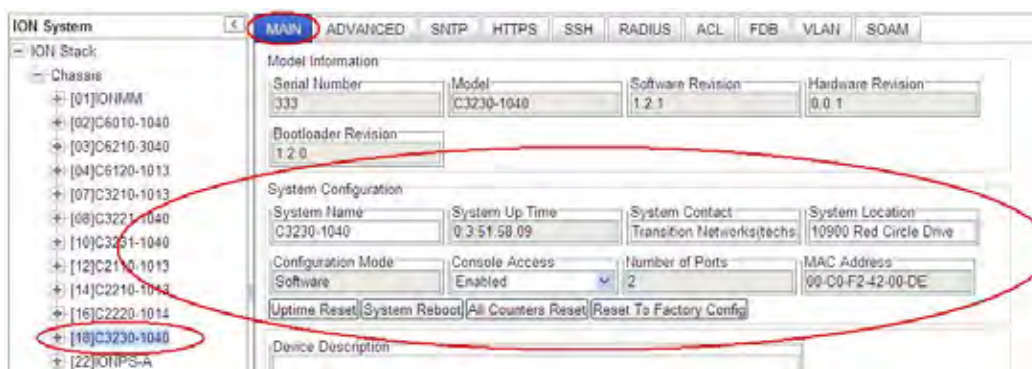 ION System
MAIN ADVANCED SNTP HTTPS SSH RADIUS ACL FDB VLAN SOAM
ION Stack
Chassis
[01]IONMM
[02]C6010-1040
[03]C6210-3040
[04]C6120-1013
[07]C3210-1013
[08]C3221-1040
[10]C3231-1040
[12]C2110-1013
[14]C2210-1013
[16]C2220-1014
[18]C3230-1040
[22]IONPS-A
Model Information
Serial Number Model Software Revision Hardware Revision
333 C3230-1040 1.2.1 0.0.1
Bootloader Revision
1.2.0
System Configuration
System Name System Up Time System Contact System Location
C3230-1040 0:3:51:58.09 Transition Networks(techs 10900 Red Circle Drive
Configuration Mode Console Access Number of Ports MAC Address
Software Enabled 2 00-C0-F2-42-00-DE
Uptime Reset System Reboot All Counters Reset Reset To Factory Config
Device Description